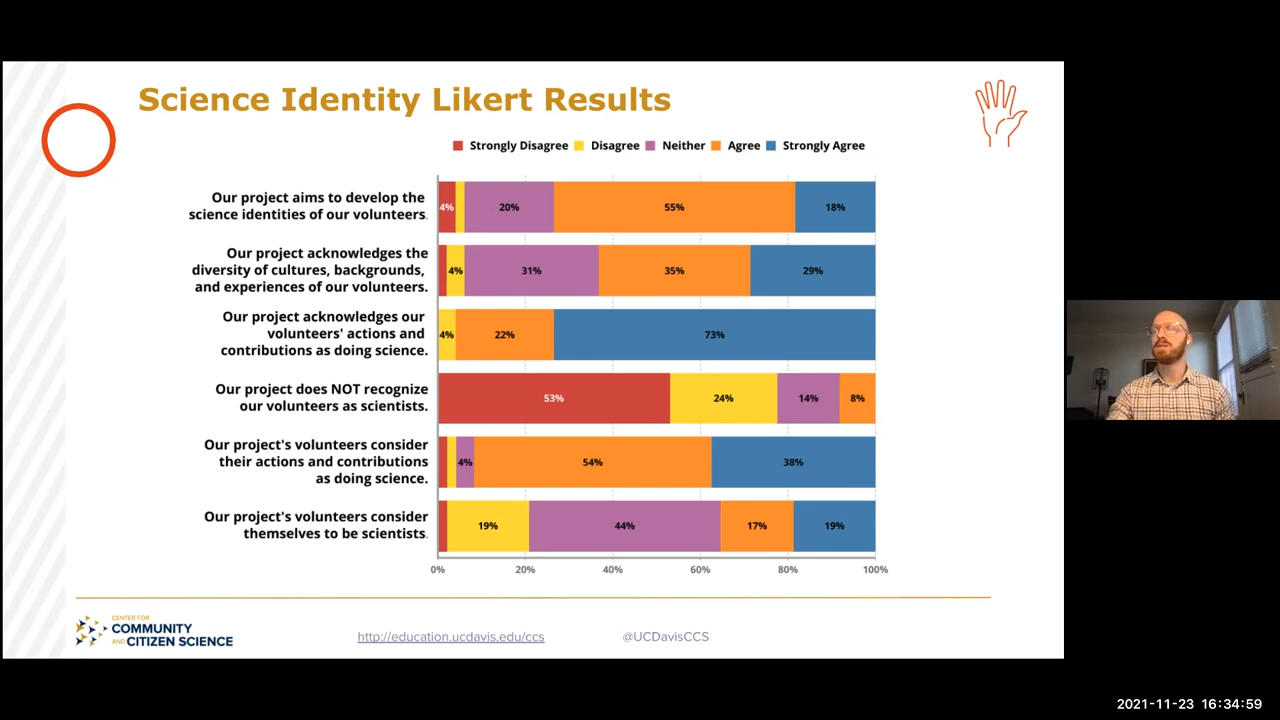 Science Identity Likert Results
Strongly Disagree Disagree Neither Agree Strongly Agree
Our project aims to develop the
science identities of our volunteers.
4% 20% 55% 18%
Our project acknowledges the
diversity of cultures, backgrounds,
and experiences of our volunteers.
4% 31% 35% 29%
Our project acknowledges our
volunteers' actions and
contributions as doing science.
4% 22% 73%
Our project does NOT recognize
our volunteers as scientists.
53% 24% 14% 8%
Our project's volunteers consider
their actions and contributions
as doing science.
4% 54% 38%
Our project's volunteers consider
themselves to be scientists.
19% 44% 17% 19%
0% 20% 40% 60% 80% 100%
CENTER FOR
COMMUNITY
AND CITIZEN SCIENCE
http://education.ucdavis.edu/ccs
@UCDavisCCS
2021-11-23 16:34:59